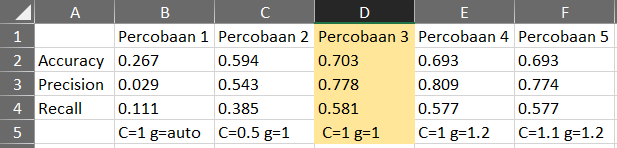 A B C D E F
1 Percobaan 1 Percobaan 2 Percobaan 3 Percobaan 4 Percobaan 5
2 Accuracy 0.267 0.594 0.703 0.693 0.693
3 Precision 0.029 0.543 0.778 0.809 0.774
4 Recall 0.111 0.385 0.581 0.577 0.577
5 C=1 g=auto C=0.5 g=1 C=1 g=1 C=1 g=1.2 C=1.1 g=1.2